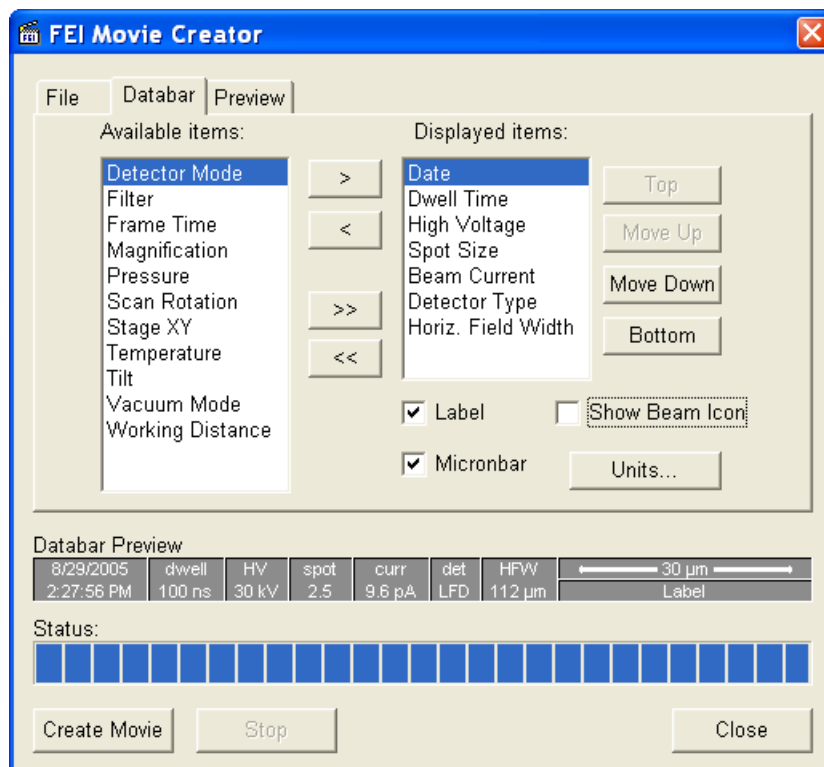 FEI Movie Creator
File Databar Preview
Available items:
Detector Mode
Filter
Frame Time
Magnification
Pressure
Scan Rotation
Stage XY
Temperature
Tilt
Vacuum Mode
Working Distance
>
<
>>
<<
Displayed items:
Date
Dwell Time
High Voltage
Spot Size
Beam Current
Detector Type
Horiz. Field Width
Top
Move Up
Move Down
Bottom
Label Show Beam Icon
Micronbar Units...
Databar Preview
8/29/2005 dwell HV spot curr det HFW 30 µm
2:27:56 PM 100 ns 30 kV 2.5 9.6 pA LFD 112 µm Label
Status:
Create Movie Stop Close